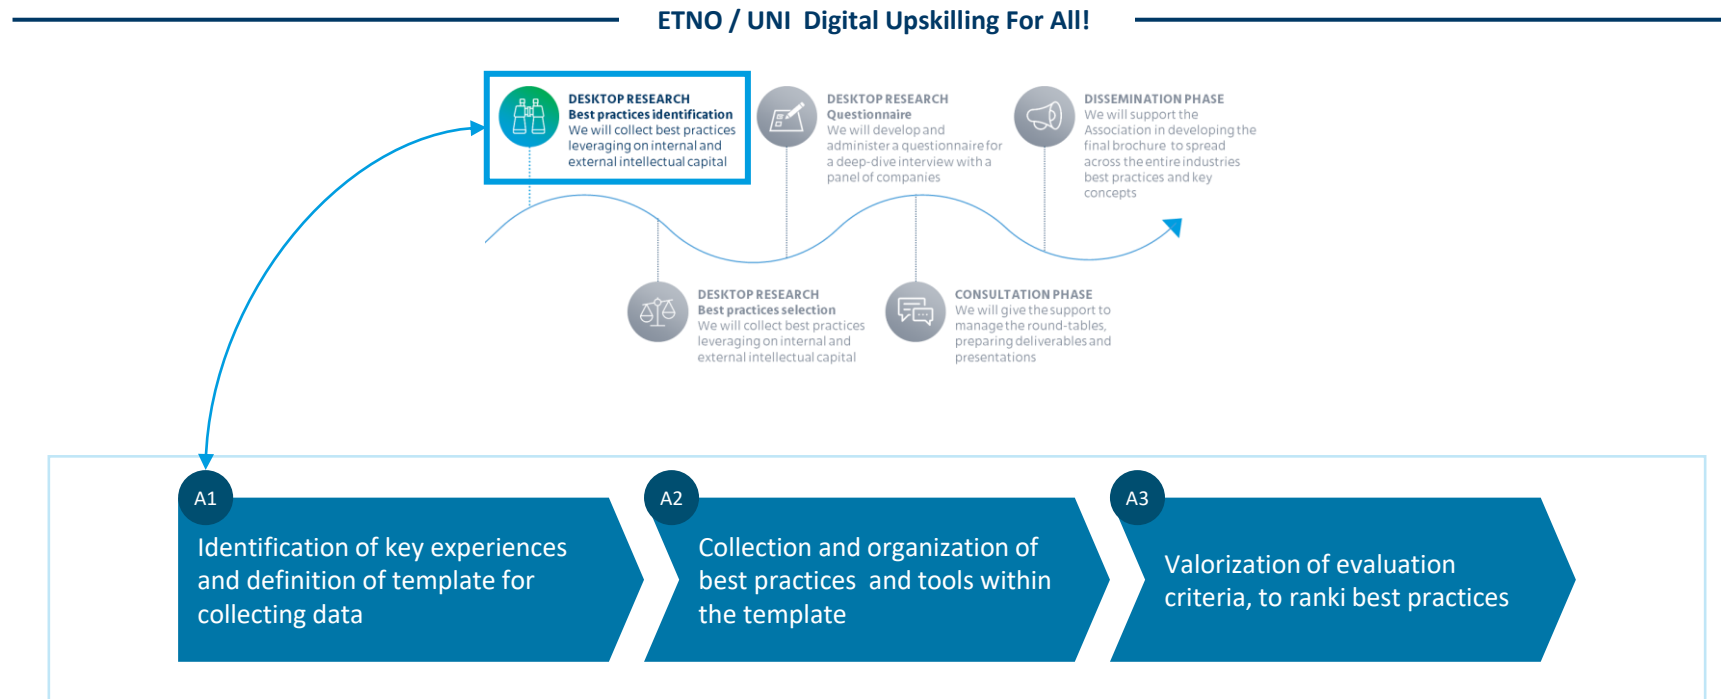 ETNO / UNI  Digital Upskilling For All!
DESKTOP RESEARCH
Best practices identification
We will collect best practices
leveraging on internal and
external intellectual capital
DESKTOP RESEARCH
Questionnaire
We will develop and
administer a questionnaire for
a deep-dive interview with a
panel of companies
DISSEMINATION PHASE
We will support the
Association in developing the
final brochure to spread
across the entire industries
best practices and key
concepts
DESKTOP RESEARCH
Best practices selection
We will collect best practices
leveraging on internal and
external intellectual capital
CONSULTATION PHASE
We will give the support to
manage the round-tables,
preparing deliverables and
presentations
A1
Identification of key experiences
and definition of template for
collecting data
A2
Collection and organization of
best practices  and tools within
the template
A3
Valorization of evaluation
criteria, to ranki best practices